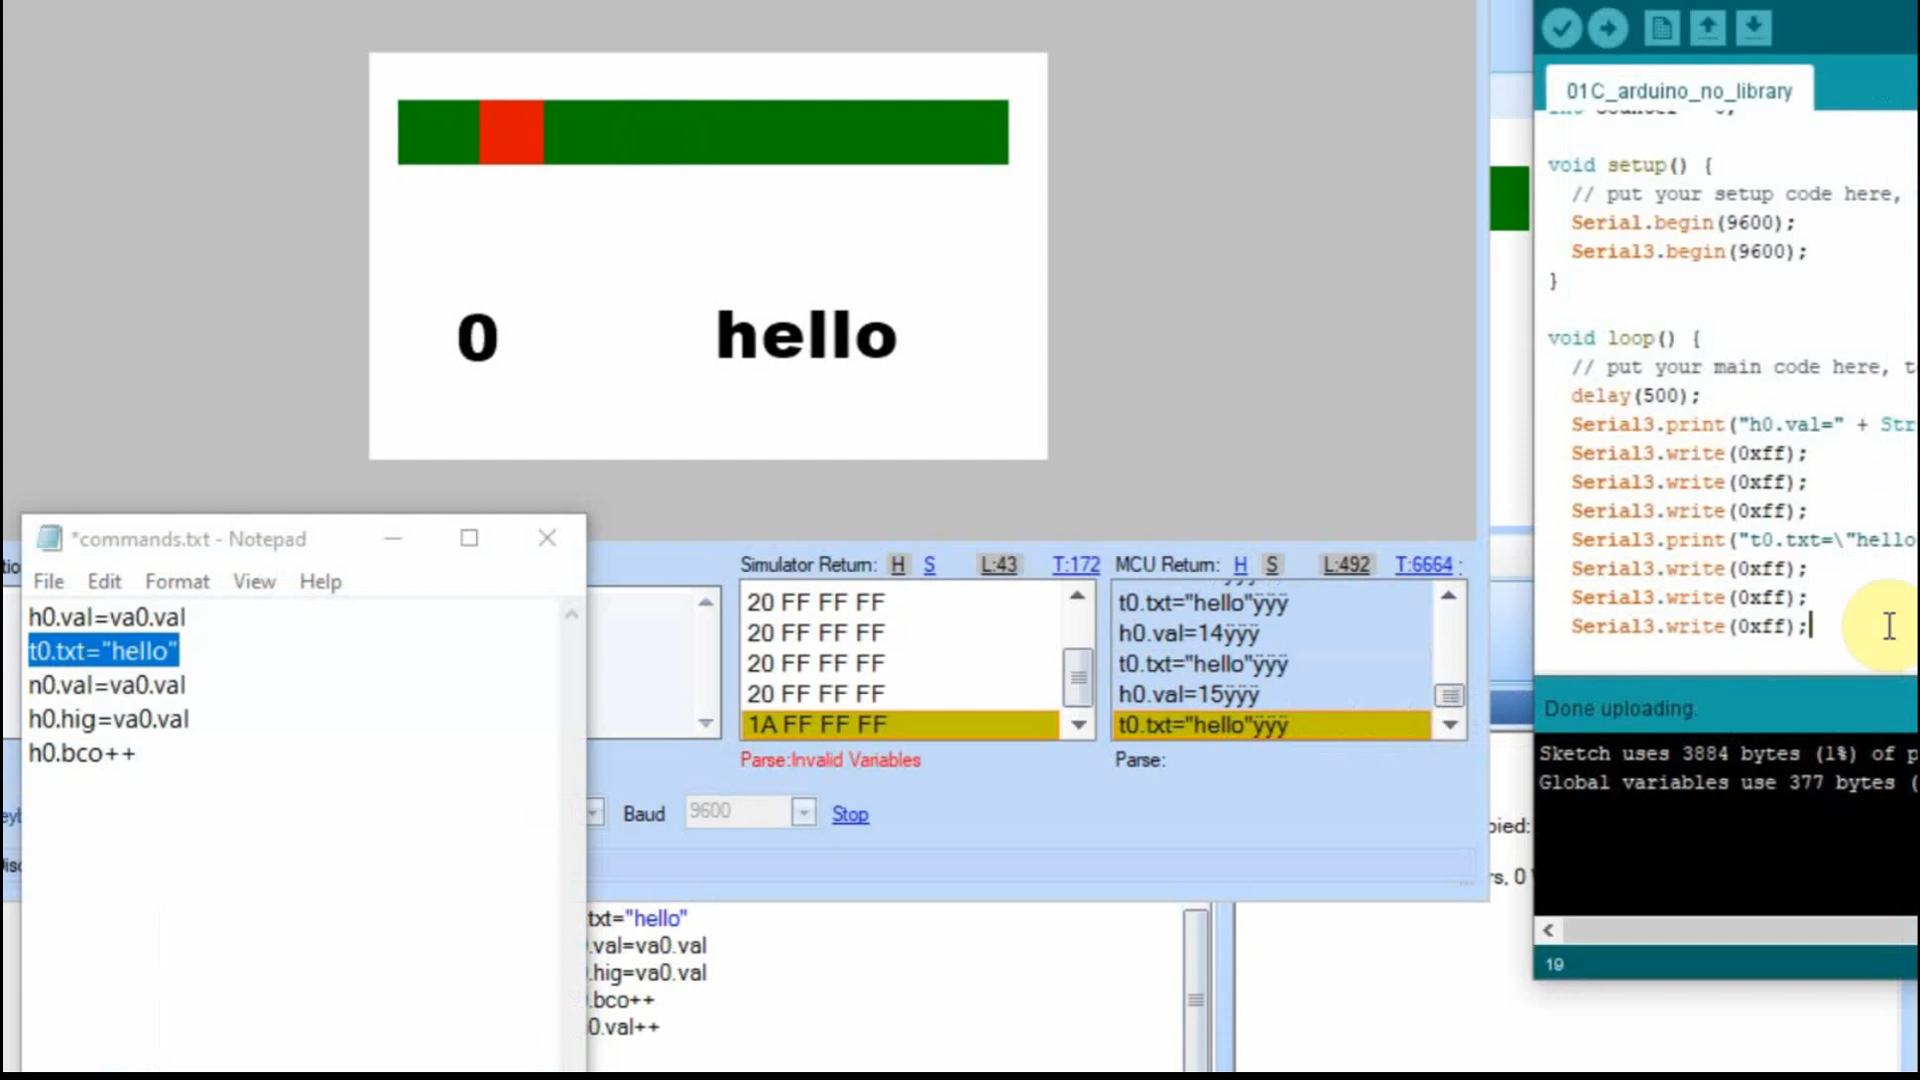 0
hello
*commands.txt - Notepad
File Edit Format View Help
h0.val=va0.val
t0.txt="hello"
n0.val=va0.val
h0.hig=va0.val
h0.bco++
Simulator Return: H S L:43 T:172
20 FF FF FF
20 FF FF FF
20 FF FF FF
20 FF FF FF
1A FF FF FF
Parse:Invalid Variables
MCU Return: H S L:492 T:6664
t0.txt="hello"ÿÿÿ
h0.val=14ÿÿÿ
t0.txt="hello"ÿÿÿ
h0.val=15ÿÿÿ
t0.txt="hello"ÿÿÿ
Parse:
Baud 9600 Stop
txt="hello"
.val=va0.val
.hig=va0.val
.bco++
0.val++
01C_arduino_no_library
void setup() {
// put your setup code here,
Serial.begin(9600);
Serial3.begin(9600);
}
void loop() {
// put your main code here, t
delay(500);
Serial3.print("h0.val=" + Str
Serial3.write(0xff);
Serial3.write(0xff);
Serial3.write(0xff);
Serial3.print("t0.txt=\"hello
Serial3.write(0xff);
Serial3.write(0xff);
Serial3.write(0xff);
Done uploading.
Sketch uses 3884 bytes (1%) of p
Global variables use 377 bytes (
19